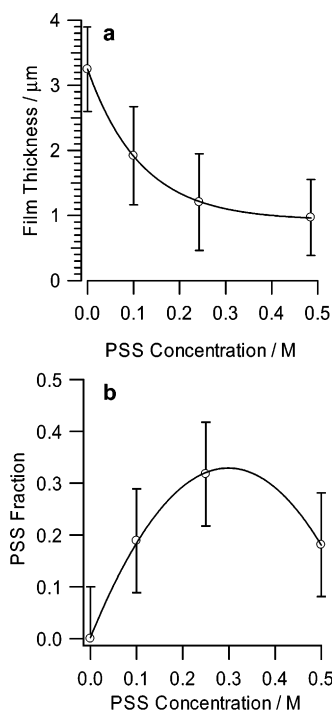 a
4
3
2
1
0
Film Thickness / μm
0.0 0.1 0.2 0.3 0.4 0.5
PSS Concentration / M
b
0.5
0.4
0.3
0.2
0.1
0.0
PSS Fraction
0.0 0.1 0.2 0.3 0.4 0.5
PSS Concentration / M